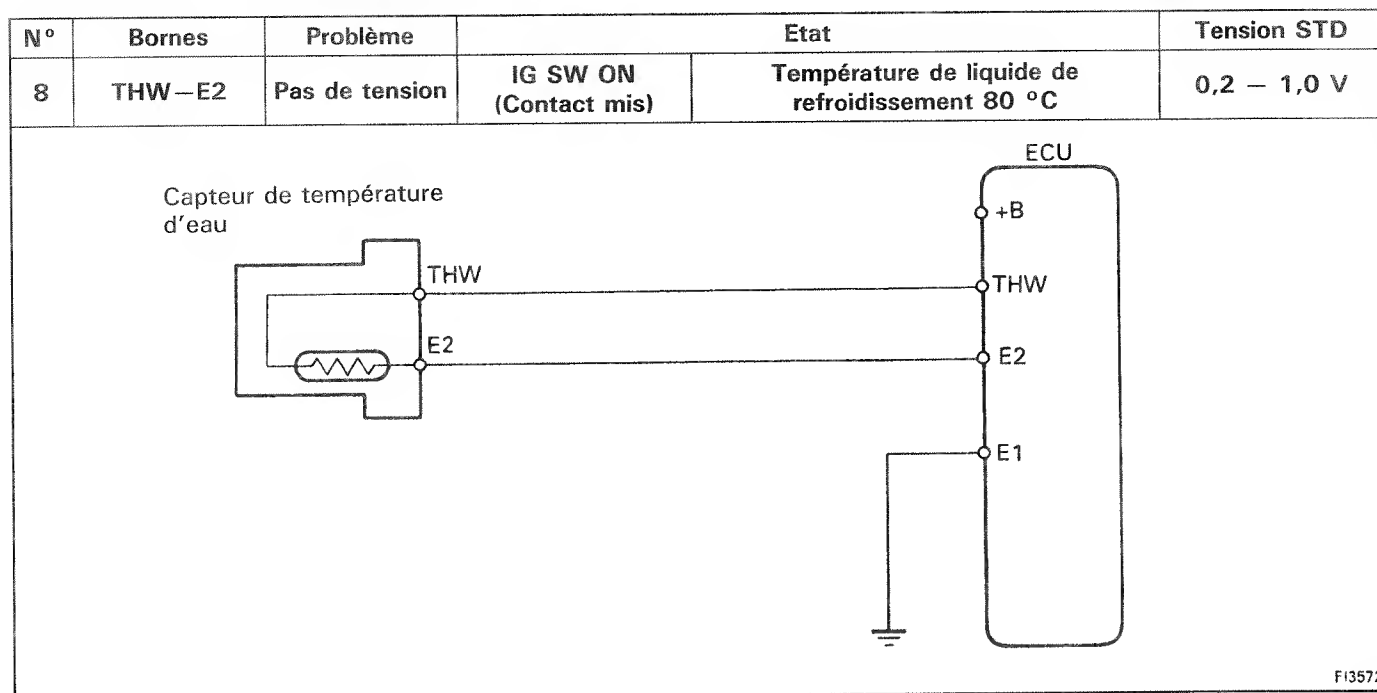 N° Bornes Problème Etat Tension STD
8 THW—E2 Pas de tension IG SW ON (Contact mis) Température de liquide de refroidissement 80 °C 0,2 — 1,0 V
ECU
Capteur de température
d'eau
+B
THW THW
E2 E2
E1
FI3572